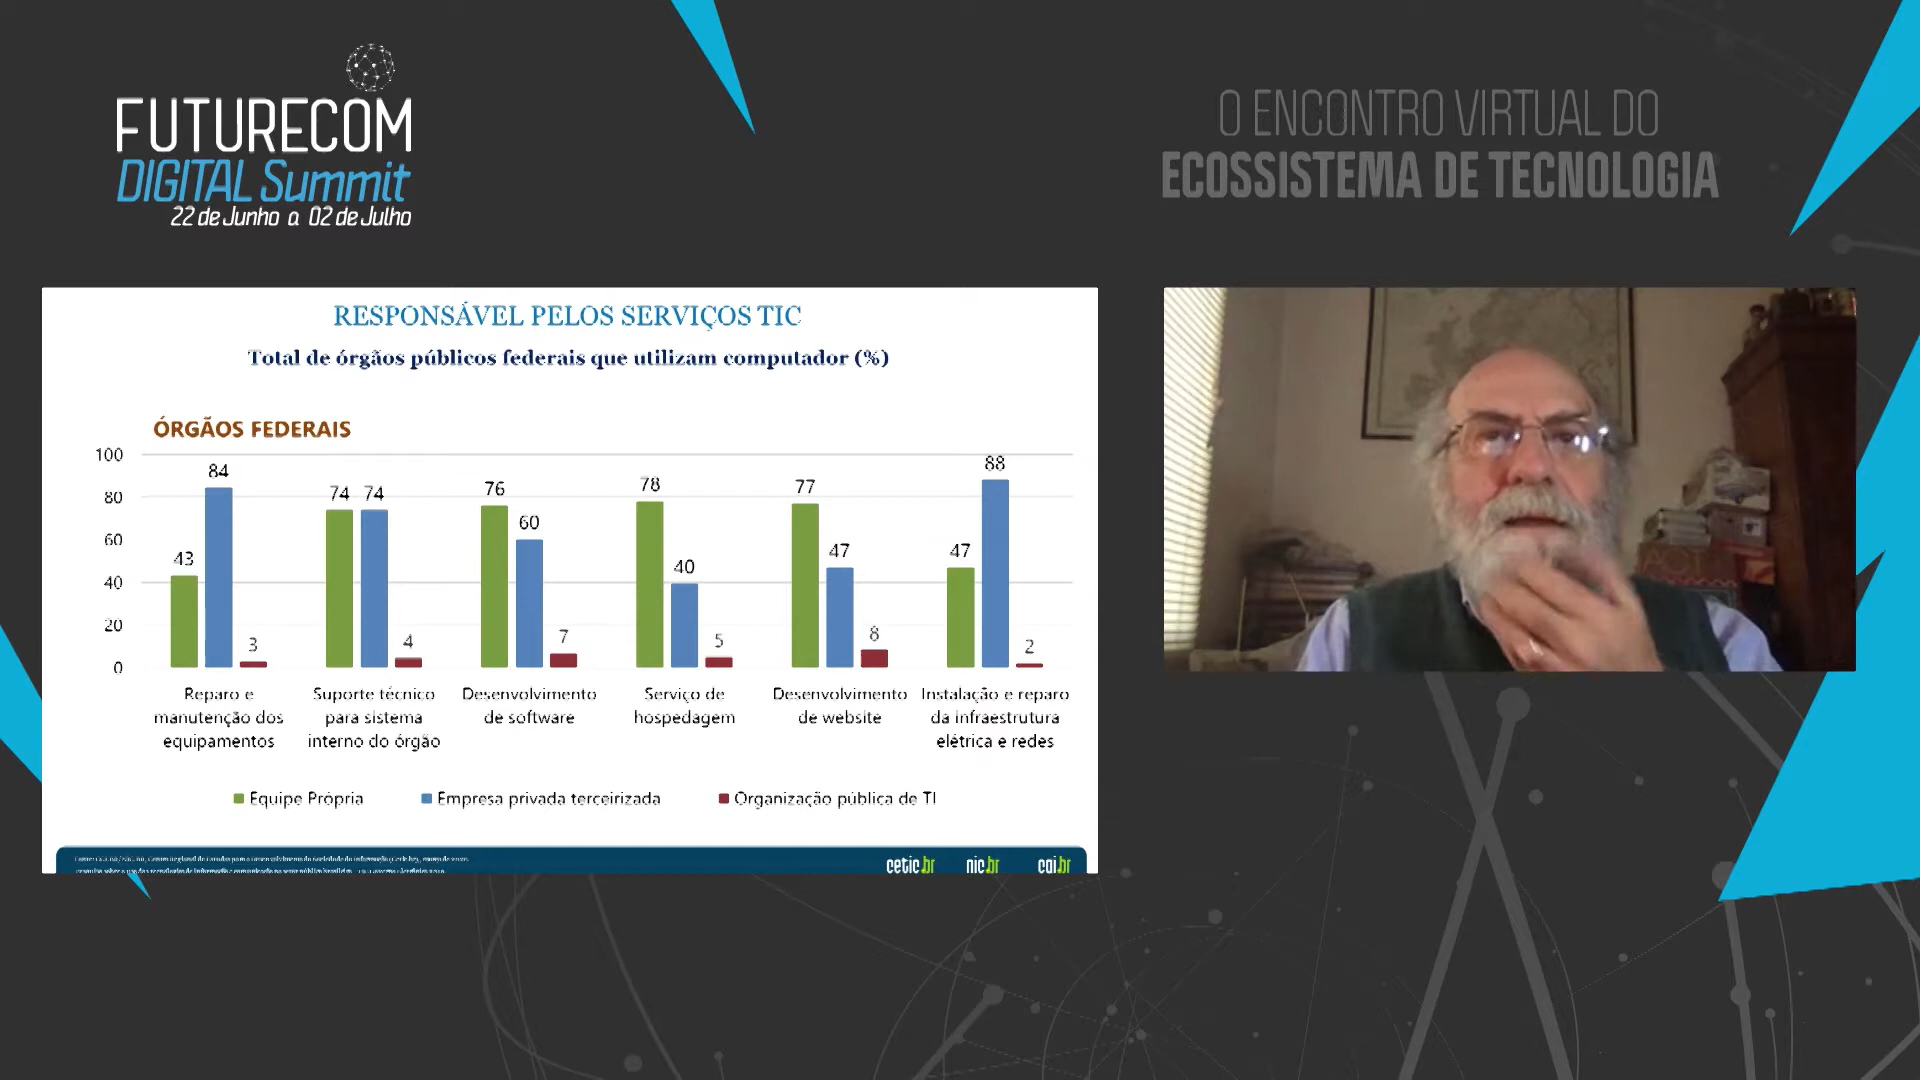 FUTURECOM
DIGITAL Summit
22 de Junho a 02 de Julho
O ENCONTRO VIRTUAL DO
ECOSSISTEMA DE TECNOLOGIA
RESPONSÁVEL PELOS SERVIÇOS TIC
Total de órgãos públicos federais que utilizam computador (%)
ÓRGÃOS FEDERAIS
100
80
60
40
20
0
43 84 3
74 74 4
76 60 7
78 40 5
77 47 8
47 88 2
Reparo e
manutenção dos
equipamentos
Suporte técnico
para sistema
interno do órgão
Desenvolvimento
de software
Serviço de
hospedagem
Desenvolvimento
de website
Instalação e reparo
da infraestrutura
elétrica e redes
Equipe Própria
Empresa privada terceirizada
Organização pública de TI
cetic.br nic.br cgi.br
ACT